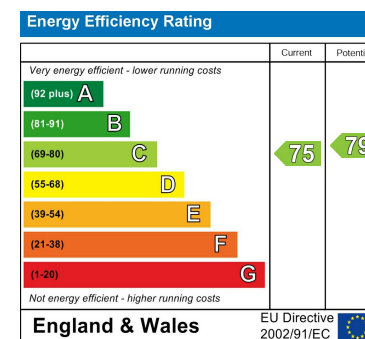 Energy Efficiency Rating
Current Potenti
Very energy efficient - lower running costs
(92 plus) A
(81-91) B
(69-80) C 75 79
(55-68) D
(39-54) E
(21-38) F
(1-20) G
Not energy efficient - higher running costs
England & Wales
EU Directive
2002/91/EC